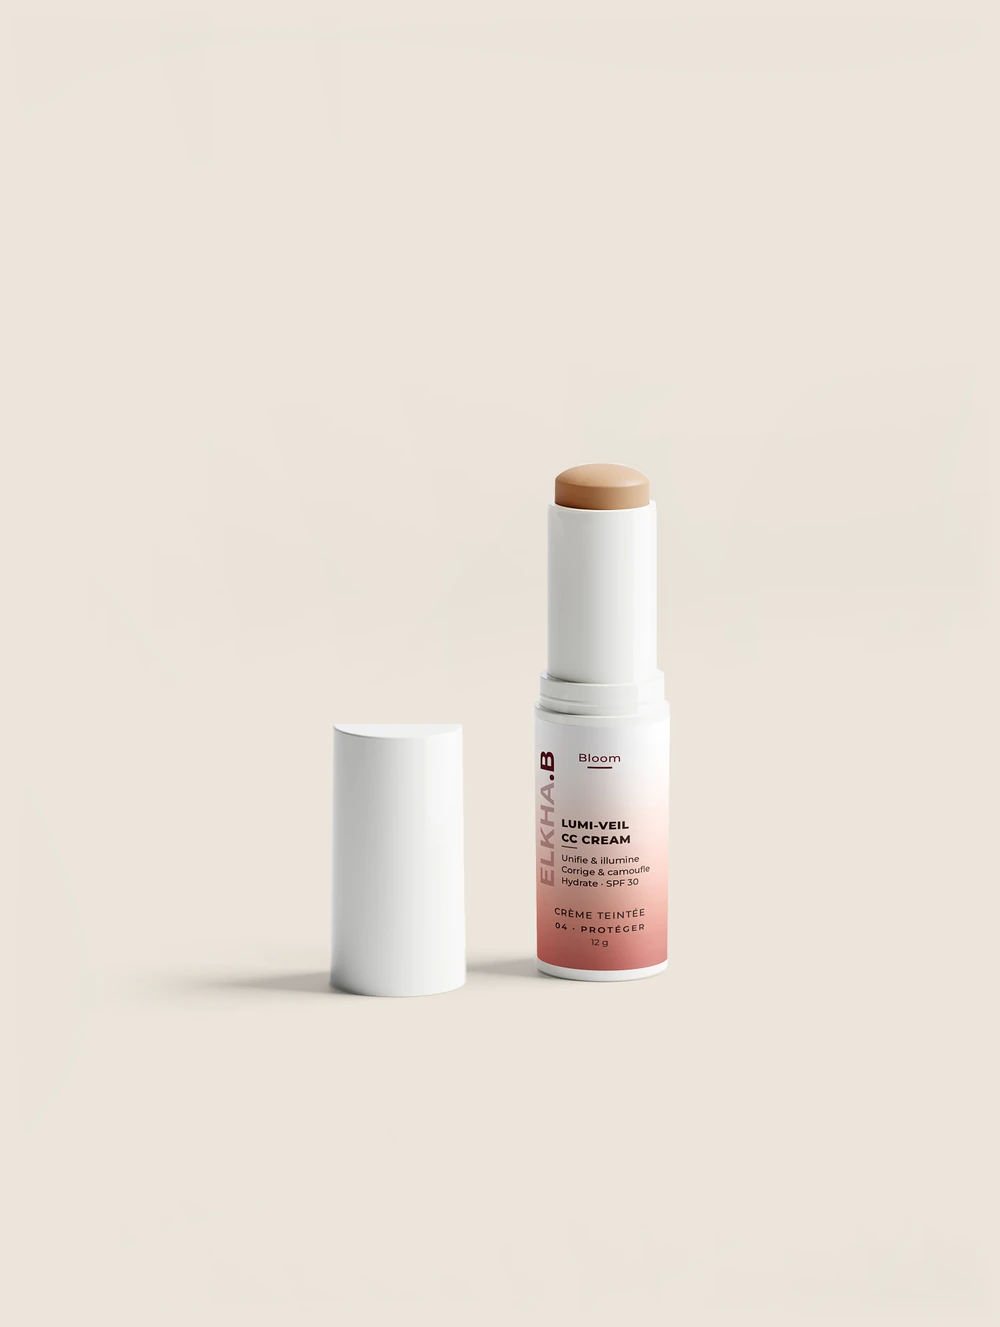 Bloom
ELKHA.B
LUMI-VEIL
CC CREAM
Unifie & illumine
Corrige & camoufle
Hydrate · SPF 30
CRÈME TEINTÉE
04 · PROTÉGER
12 g